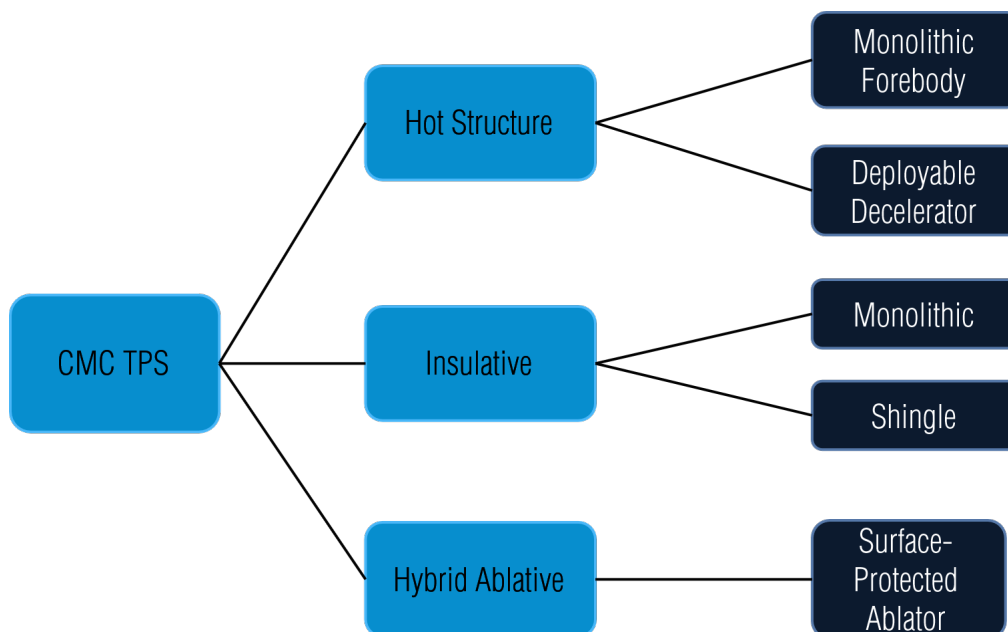 Monolithic
Forebody
Hot Structure
Deployable
Decelerator
CMC TPS
Insulative
Monolithic
Shingle
Hybrid Ablative
Surface-
Protected
Ablator